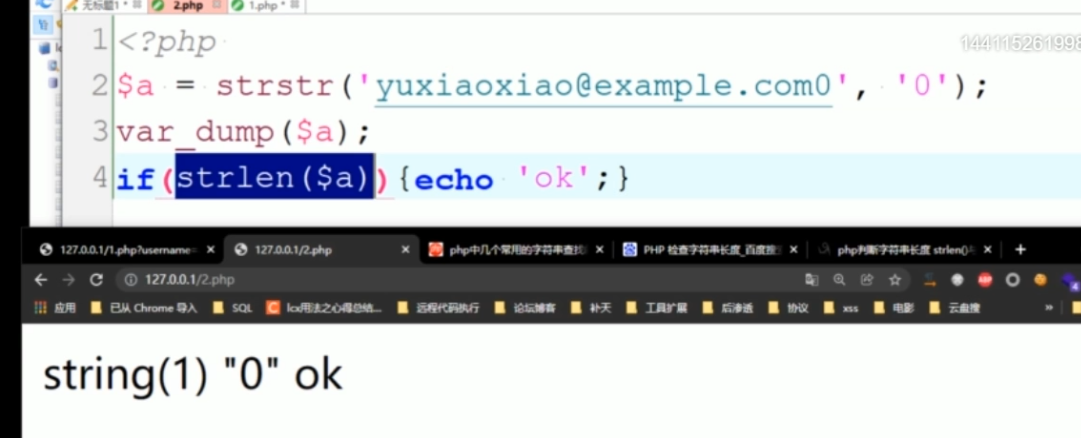 无标题1 * 2.php 1.php *
144115261998
1 <?php
2 $a = strstr('yuxiaoxiao@example.com0', '0');
3 var_dump($a);
4 if(strlen($a)){echo 'ok';}
127.0.0.1/1.php?username= × 127.0.0.1/2.php × php中几个常用的字符串查找 × PHP 检查字符串长度_百度搜 × php判断字符串长度 strlen()与 × +
127.0.0.1/2.php ABP 4
应用 已从 Chrome 导入 SQL C lcx用法之心得总结... 远程代码执行 论坛博客 补天 工具扩展 后渗透 协议 xss 电影 云盘搜 »
string(1) "0" ok